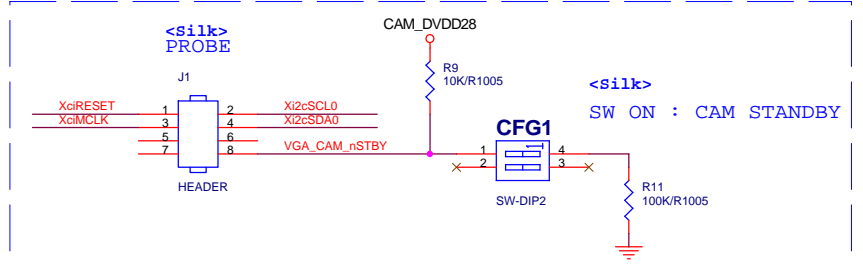 CAM_DVDD28
<Silk>
PROBE
R9
10K/R1005
J1
<Silk>
SW ON : CAM STANDBY
XciRESET 1 2 Xi2cSCL0
XciMCLK 3 4 Xi2cSDA0
5 6
7 8 VGA_CAM_nSTBY
CFG1
1 4
2 3
1
HEADER
SW-DIP2
R11
100K/R1005